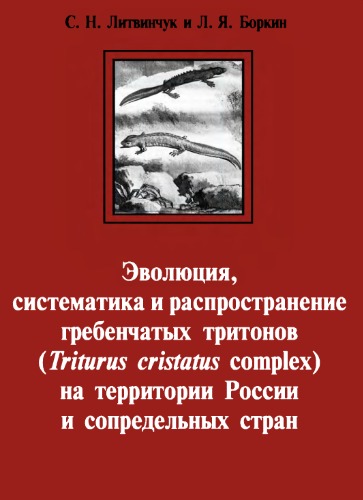 С. Н. Литвинчук и Л. Я. Боркин
Эволюция,
систематика и распространение
гребенчатых тритонов
(Triturus cristatus complex)
на территории России
и сопредельных стран